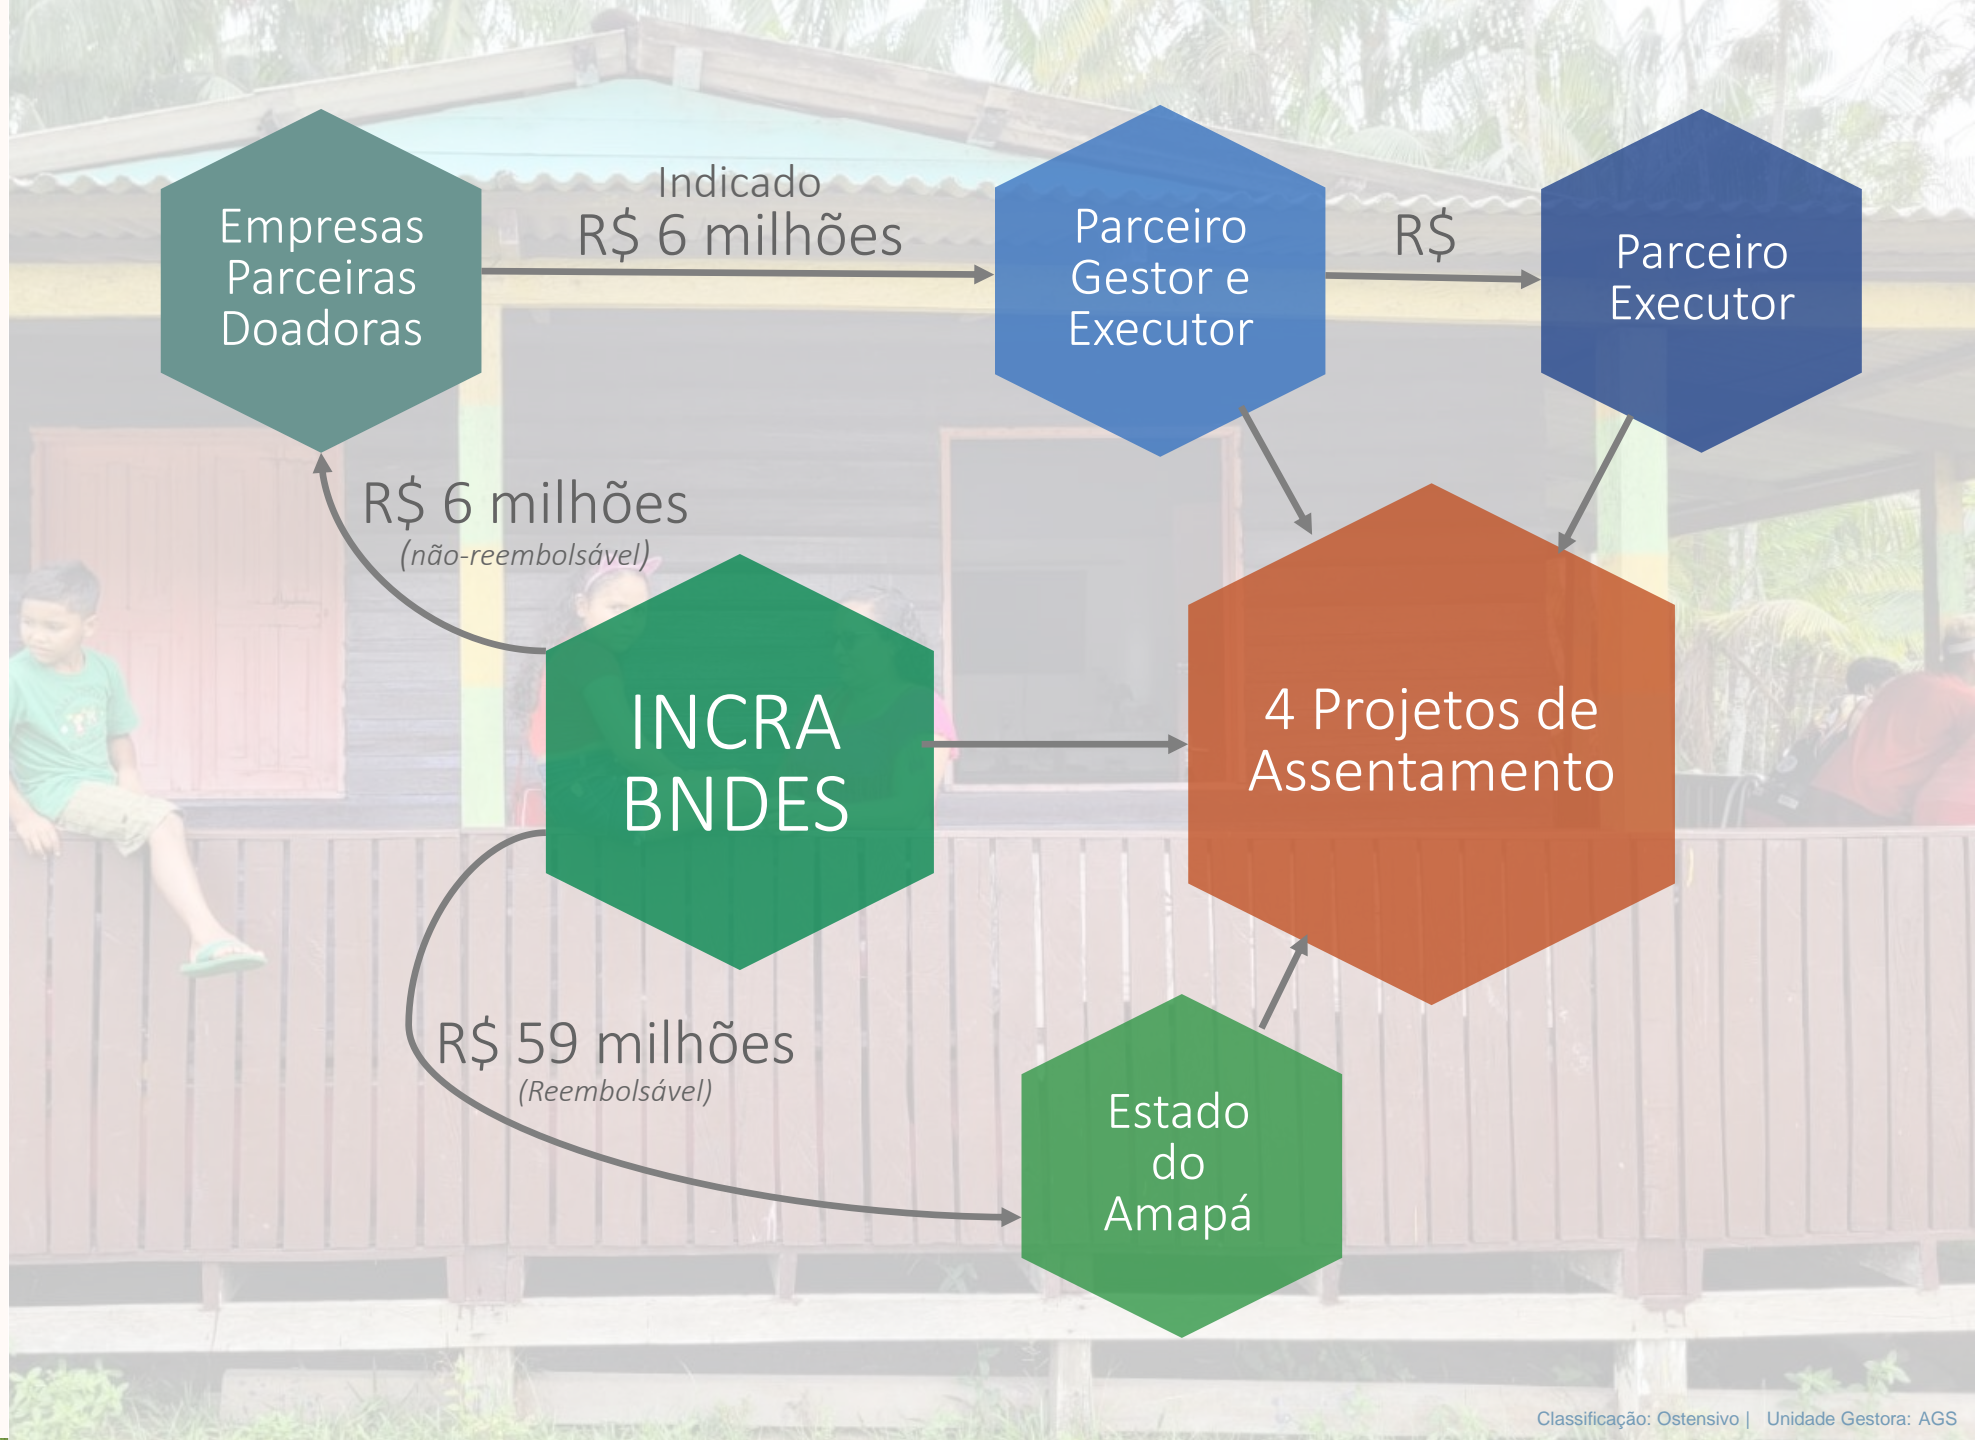 Empresas
Parceiras
Doadoras
Indicado
R$ 6 milhões
Parceiro
Gestor e
Executor
R$
Parceiro
Executor
R$ 6 milhões
(não-reembolsável)
INCRA
BNDES
4 Projetos de
Assentamento
R$ 59 milhões
(Reembolsável)
Estado
do
Amapá
Classificação: Ostensivo | Unidade Gestora: AGS